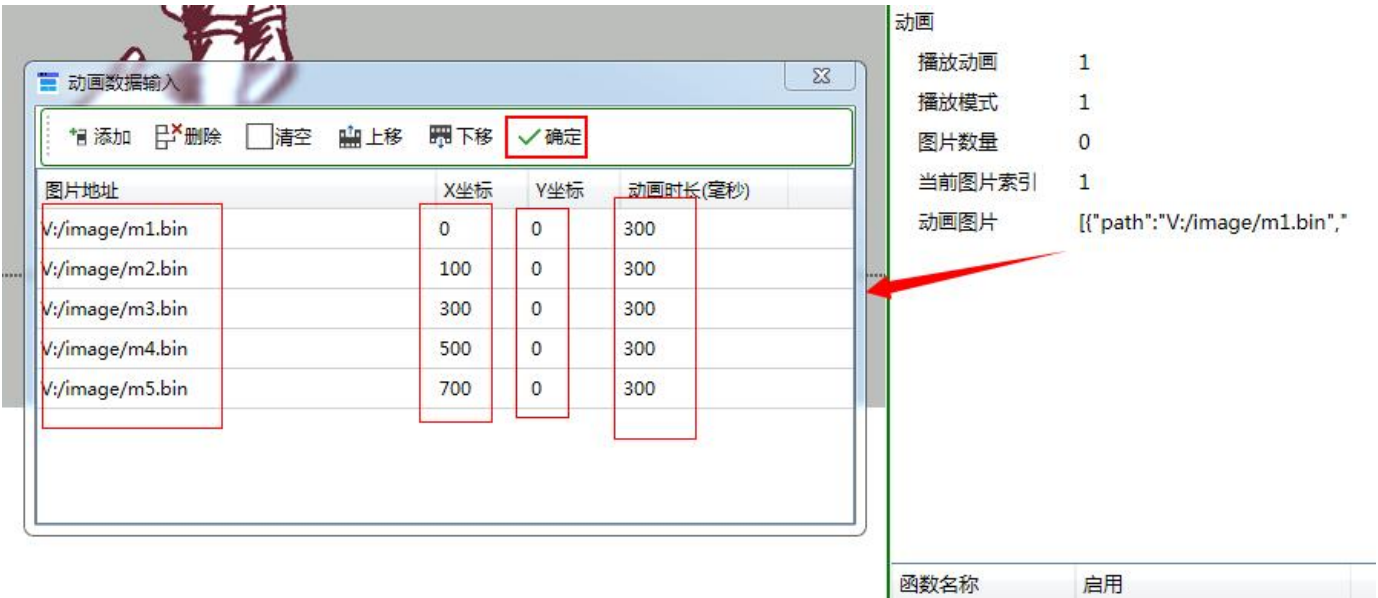 动画数据输入
添加 删除 清空 上移 下移 确定
图片地址 X坐标 Y坐标 动画时长(毫秒)
V:/image/m1.bin 0 0 300
V:/image/m2.bin 100 0 300
V:/image/m3.bin 300 0 300
V:/image/m4.bin 500 0 300
V:/image/m5.bin 700 0 300
动画
播放动画 1
播放模式 1
图片数量 0
当前图片索引 1
动画图片 [{"path":"V:/image/m1.bin","
函数名称 启用